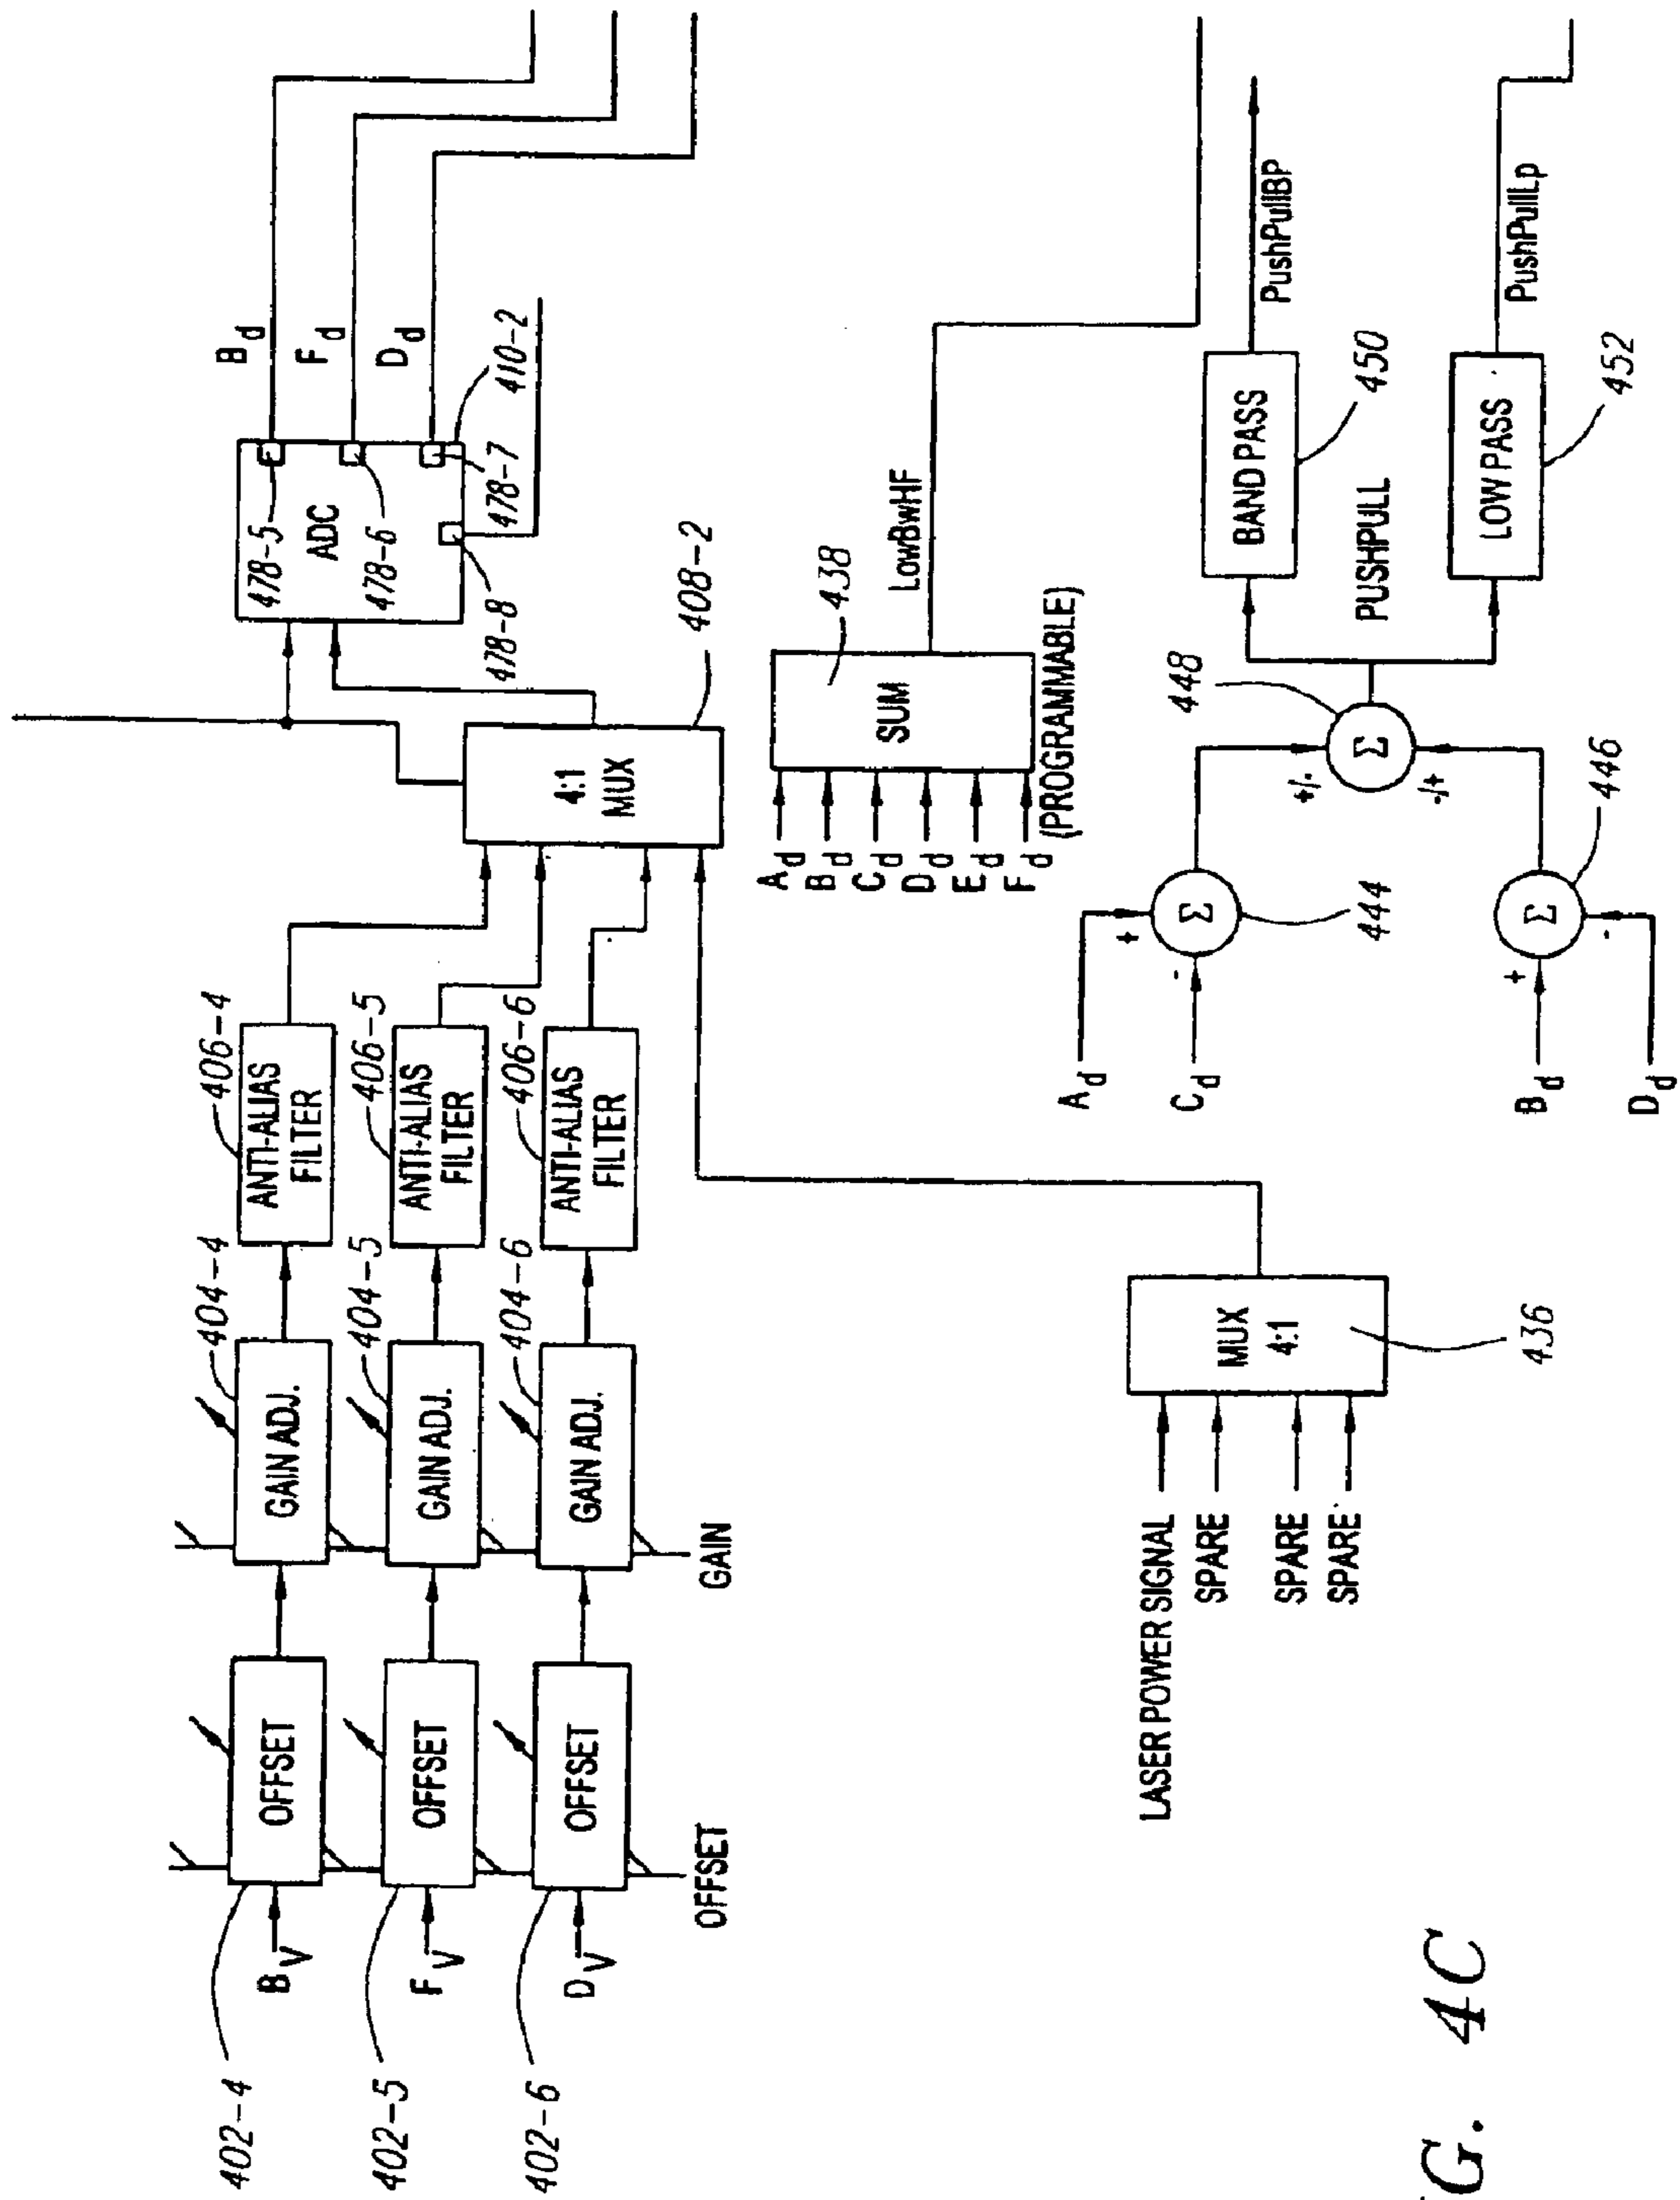 402-4
B_V
OFFSET
404-4
GAIN ADJ.
406-4
ANTI-ALIAS
FILTER
402-5
F_V
OFFSET
404-5
GAIN ADJ.
406-5
ANTI-ALIAS
FILTER
402-6
D_V
OFFSET
404-6
GAIN ADJ.
406-6
ANTI-ALIAS
FILTER
OFFSET
GAIN
4:1
MUX
408-2
478-5
ADC
478-6
478-7
478-8
410-2
B_d
F_d
D_d
A_d
B_d
C_d
D_d
E_d
F_d
(PROGRAMMABLE)
SUM
438
LowBwHF
LASER POWER SIGNAL
SPARE
SPARE
SPARE
MUX
4:1
436
A_d
C_d
+
-
Σ
444
B_d
D_d
+
-
Σ
446
+/-
-/+
Σ
448
PUSHPULL
BAND PASS
450
PushPullBP
LOW PASS
452
PushPullLp
G. 4C